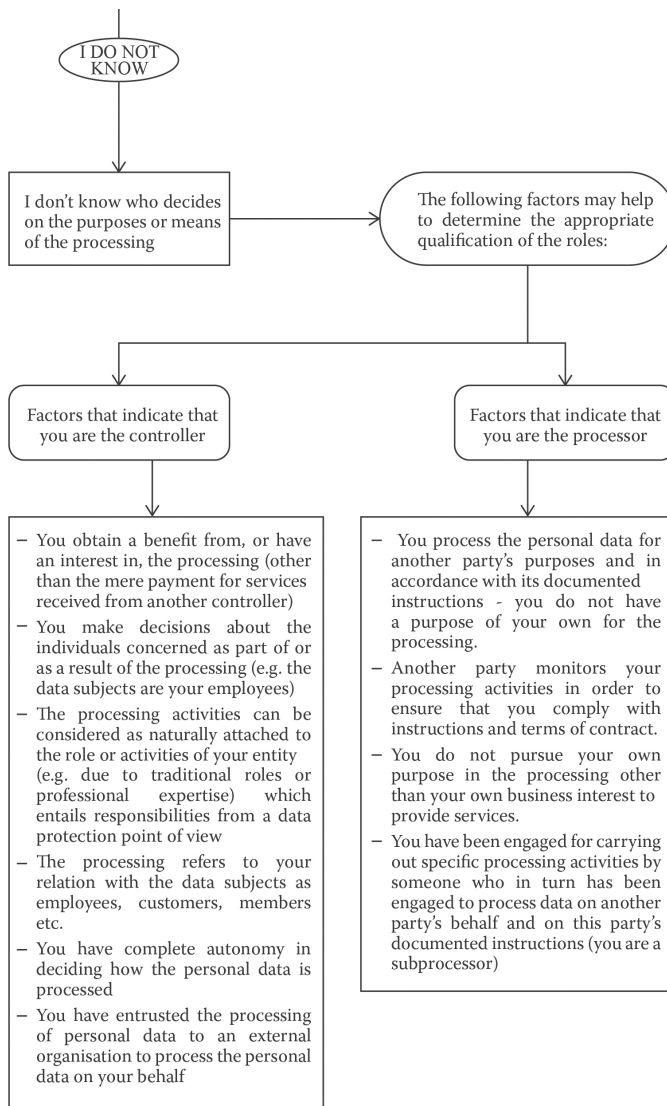 I DO NOT
KNOW
I don't know who decides
on the purposes or means
of the processing
The following factors may help
to determine the appropriate
qualification of the roles:
Factors that indicate that
you are the controller
Factors that indicate that
you are the processor
– You obtain a benefit from, or have
an interest in, the processing (other
than the mere payment for services
received from another controller)
– You make decisions about the
individuals concerned as part of or
as a result of the processing (e.g. the
data subjects are your employees)
– The processing activities can be
considered as naturally attached to
the role or activities of your entity
(e.g. due to traditional roles or
professional expertise) which
entails responsibilities from a data
protection point of view
– The processing refers to your
relation with the data subjects as
employees, customers, members
etc.
– You have complete autonomy in
deciding how the personal data is
processed
– You have entrusted the processing
of personal data to an external
organisation to process the personal
data on your behalf
– You process the personal data for
another party's purposes and in
accordance with its documented
instructions - you do not have
a purpose of your own for the
processing.
– Another party monitors your
processing activities in order to
ensure that you comply with
instructions and terms of contract.
– You do not pursue your own
purpose in the processing other
than your own business interest to
provide services.
– You have been engaged for carrying
out specific processing activities by
someone who in turn has been
engaged to process data on another
party's behalf and on this party's
documented instructions (you are a
subprocessor)